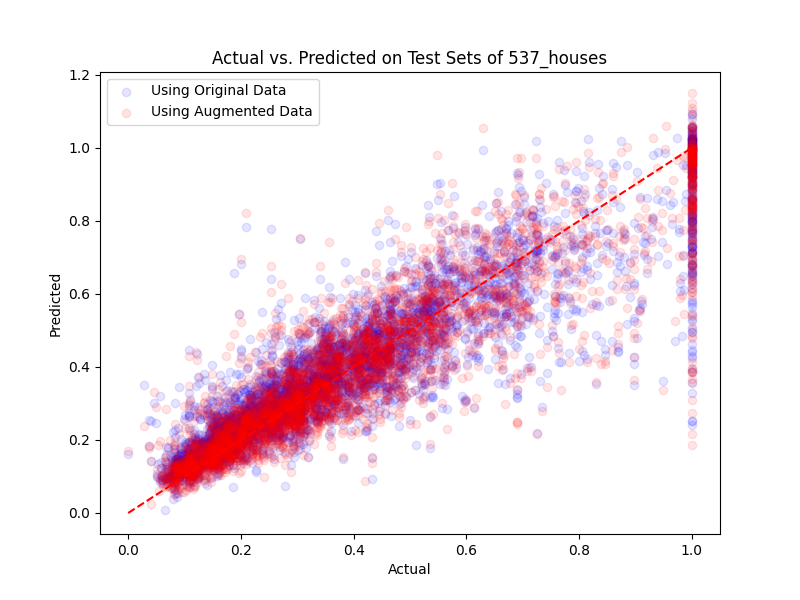 Actual vs. Predicted on Test Sets of 537_houses
Using Original Data
Using Augmented Data
Predicted
1.2
1.0
0.8
0.6
0.4
0.2
0.0
0.0 0.2 0.4 0.6 0.8 1.0
Actual